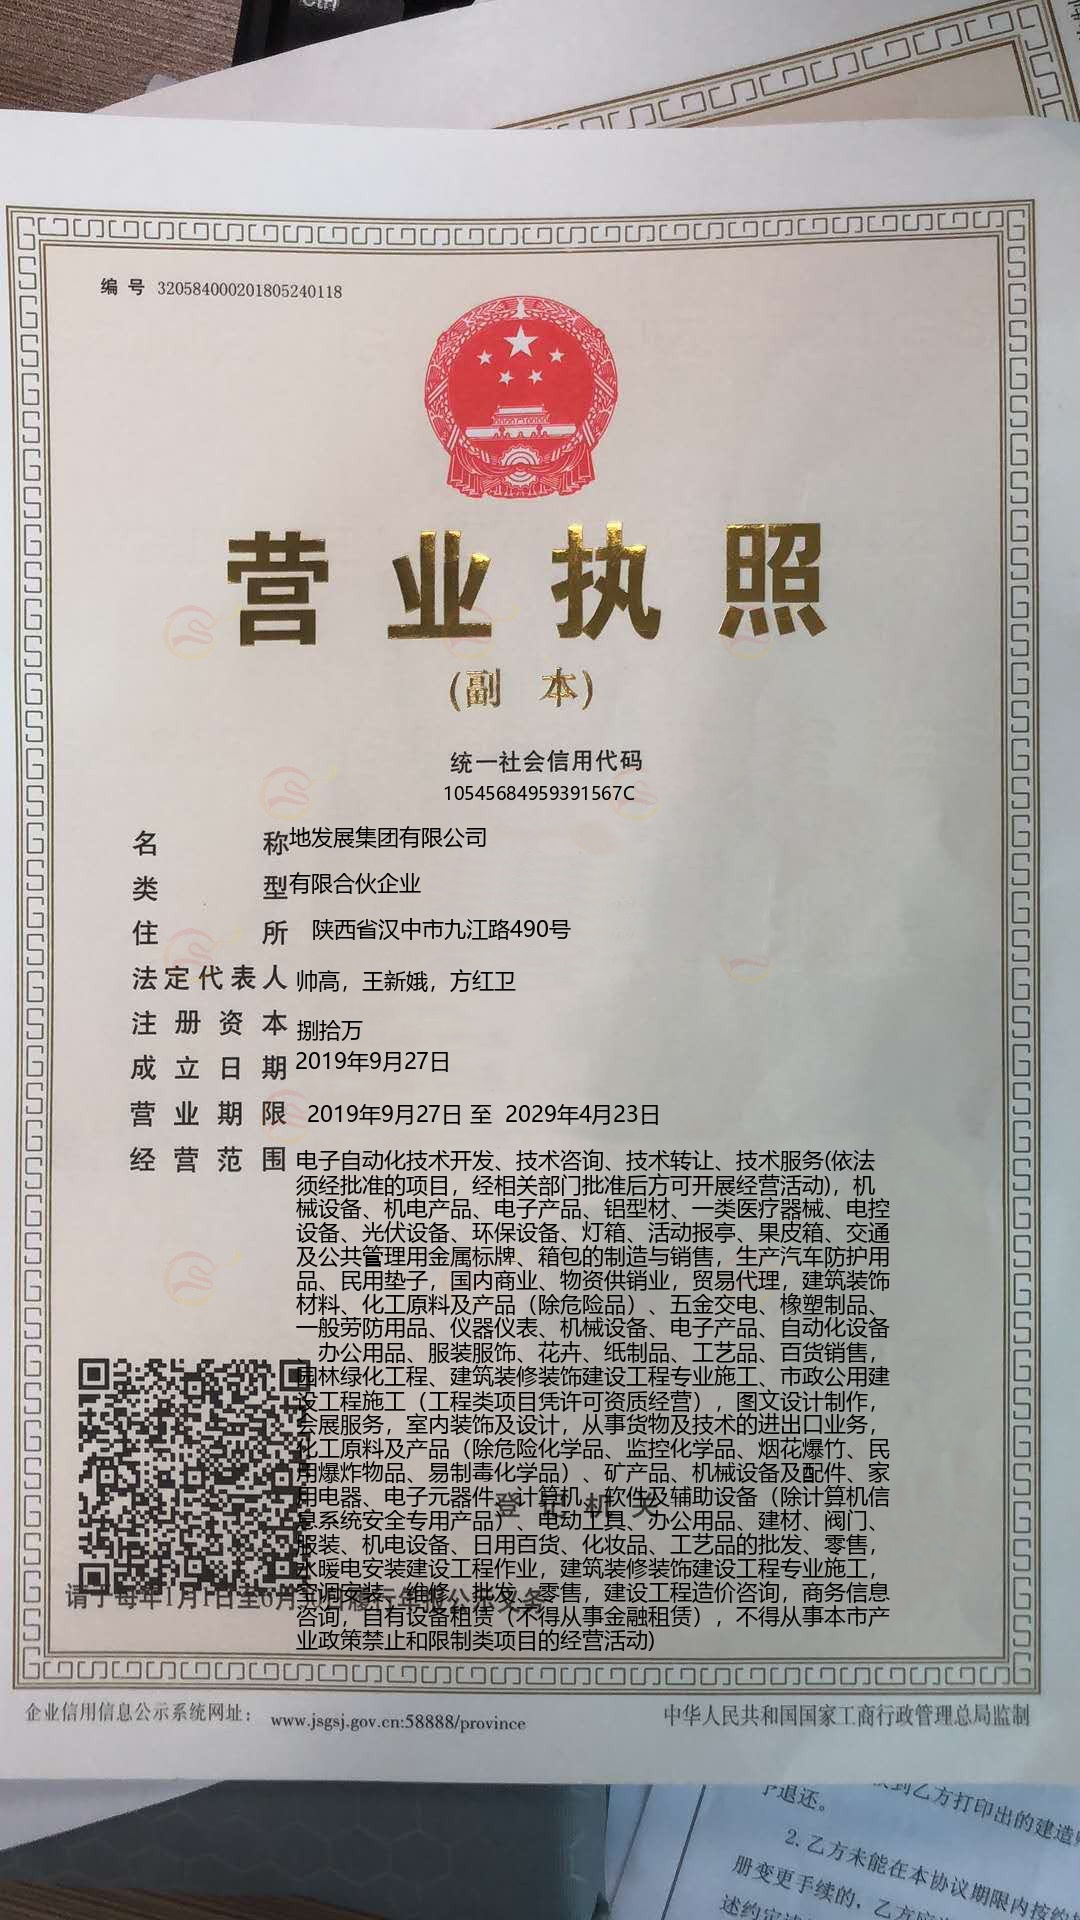 Ctrl
编 号 320584000201805240118
营业执照
(副 本)
统一社会信用代码
10545684959391567C
名 称 地发展集团有限公司
类 型 有限合伙企业
住 所 陕西省汉中市九江路490号
法定代表人 帅高，王新娥，方红卫
注册资本 捌拾万
成立日期 2019年9月27日
营业期限 2019年9月27日 至 2029年4月23日
经营范围 电子自动化技术开发、技术咨询、技术转让、技术服务(依法
须经批准的项目，经相关部门批准后方可开展经营活动)，机
械设备、机电产品、电子产品、铝型材、一类医疗器械、电控
设备、光伏设备、环保设备、灯箱、活动报亭、果皮箱、交通
及公共管理用金属标牌、箱包的制造与销售，生产汽车防护用
品、民用垫子，国内商业、物资供销业，贸易代理，建筑装饰
材料、化工原料及产品（除危险品）、五金交电、橡塑制品、
一般劳防用品、仪器仪表、机械设备、电子产品、自动化设备
、办公用品、服装服饰、花卉、纸制品、工艺品、百货销售，
园林绿化工程、建筑装修装饰建设工程专业施工、市政公用建
设工程施工（工程类项目凭许可资质经营），图文设计制作，
会展服务，室内装饰及设计，从事货物及技术的进出口业务，
化工原料及产品（除危险化学品、监控化学品、烟花爆竹、民
用爆炸物品、易制毒化学品）、矿产品、机械设备及配件、家
用电器、电子元器件、计算机、软件及辅助设备（除计算机信
息系统安全专用产品）、电动工具、办公用品、建材、阀门、
服装、机电设备、日用百货、化妆品、工艺品的批发、零售，
水暖电安装建设工程作业，建筑装修装饰建设工程专业施工，
空调安装、维修、批发、零售，建设工程造价咨询，商务信息
咨询，自有设备租赁（不得从事金融租赁），不得从事本市产
业政策禁止和限制类项目的经营活动)
登记机关
请于每年1月1日至6月 日履行年报公示义务
企业信用信息公示系统网址： www.jsgsj.gov.cn:58888/province
中华人民共和国国家工商行政管理总局监制
退还。
到乙方打印出的建造
2.乙方未能在本协议期限内按约
册变更手续的，乙方应